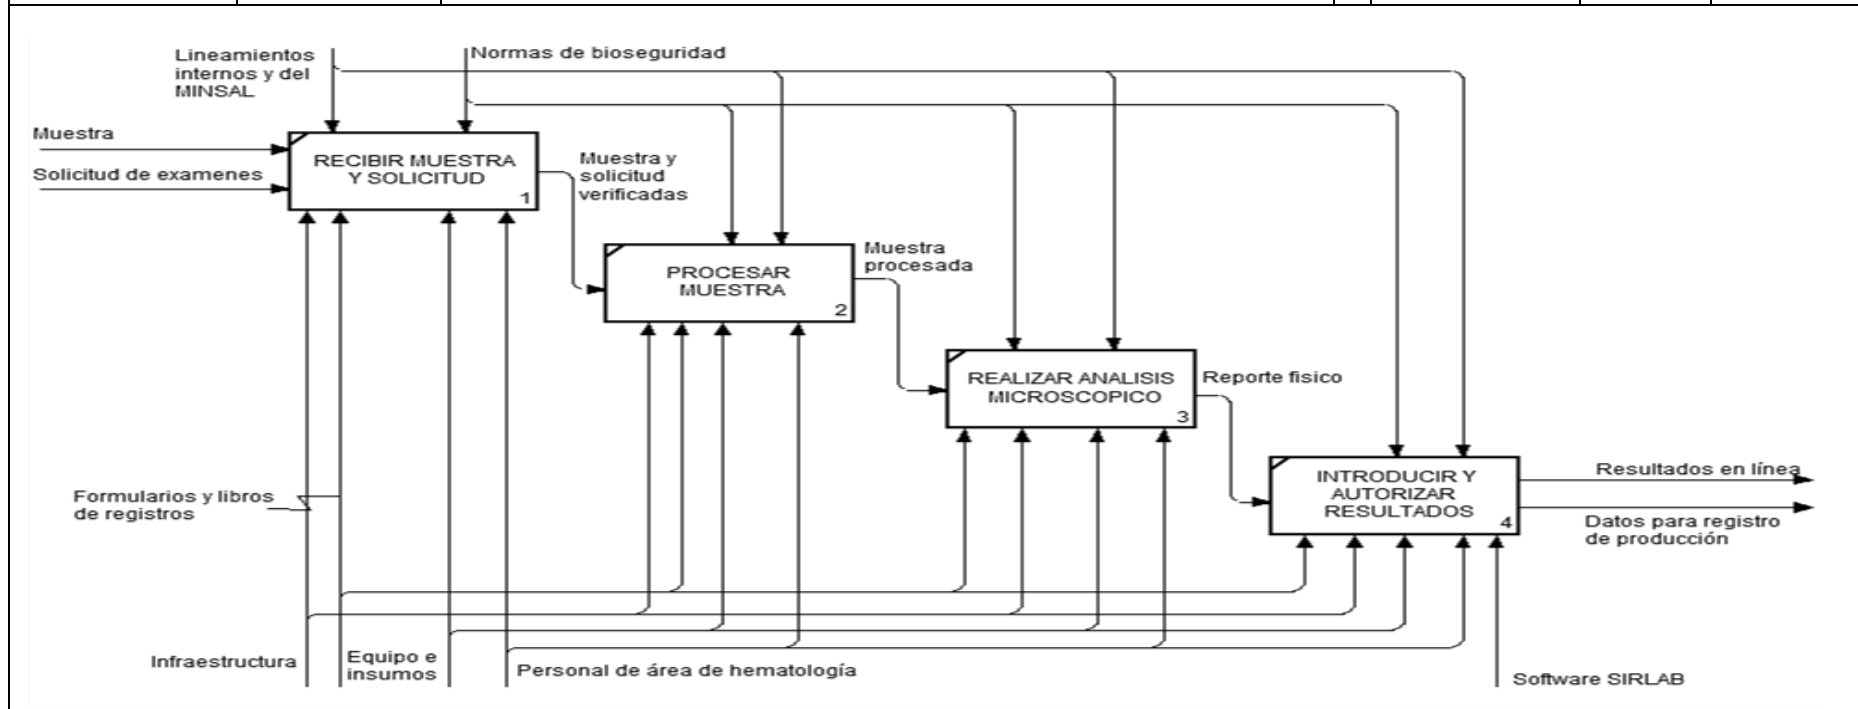 Lineamientos
internos y del
MINSAL
Normas de bioseguridad
Muestra
Solicitud de examenes
RECIBIR MUESTRA
Y SOLICITUD
1
Muestra y
solicitud
verificadas
PROCESAR
MUESTRA
2
Muestra
procesada
REALIZAR ANALISIS
MICROSCOPICO
3
Reporte fisico
INTRODUCIR Y
AUTORIZAR
RESULTADOS
4
Resultados en línea
Datos para registro
de producción
Formularios y libros
de registros
Infraestructura
Equipo e
insumos
Personal de área de hematología
Software SIRLAB